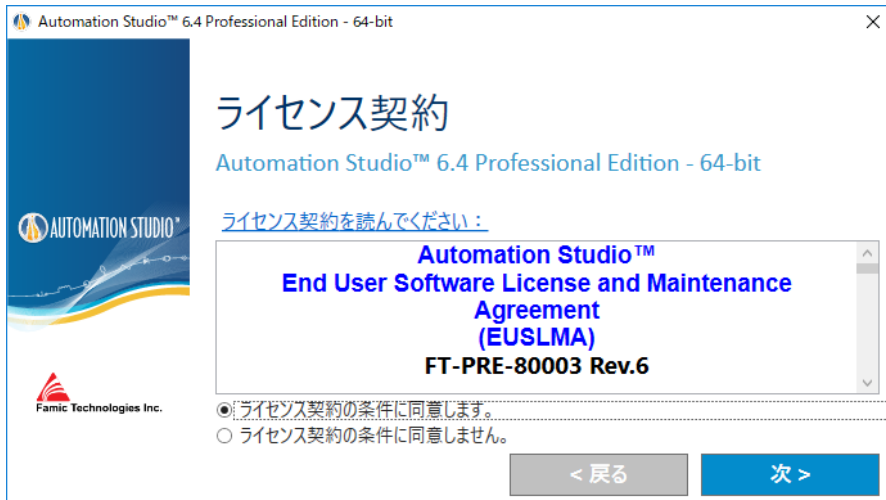 Automation Studio™ 6.4 Professional Edition - 64-bit
ライセンス契約
Automation Studio™ 6.4 Professional Edition - 64-bit
ライセンス契約を読んでください：
Automation Studio™
End User Software License and Maintenance
Agreement
(EUSLMA)
FT-PRE-80003 Rev.6
AUTOMATION STUDIO™
Famic Technologies Inc.
ライセンス契約の条件に同意します。
ライセンス契約の条件に同意しません。
< 戻る
次 >